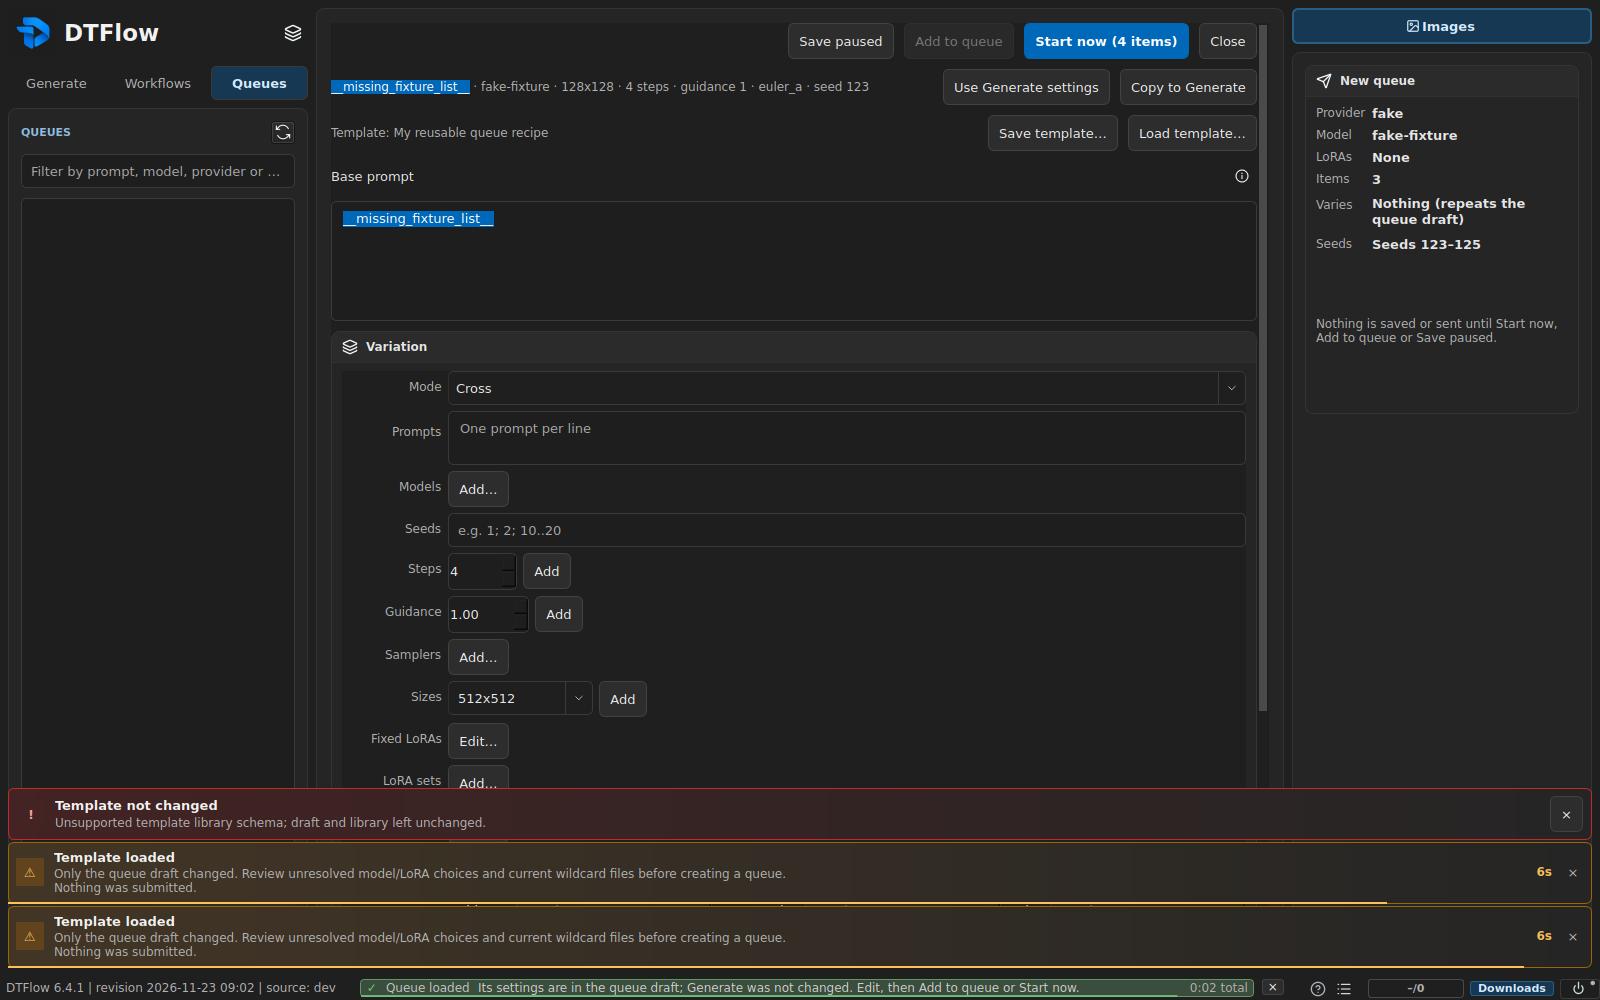 DTFlow
Generate
Workflows
Queues
QUEUES
Filter by prompt, model, provider or ...
Save paused
Add to queue
Start now (4 items)
Close
__missing_fixture_list__ · fake-fixture · 128x128 · 4 steps · guidance 1 · euler_a · seed 123
Use Generate settings
Copy to Generate
Template: My reusable queue recipe
Save template...
Load template...
Base prompt
__missing_fixture_list__
Variation
Mode
Cross
Prompts
One prompt per line
Models
Add...
Seeds
e.g. 1; 2; 10..20
Steps
4
Add
Guidance
1.00
Add
Samplers
Add...
Sizes
512x512
Add
Fixed LoRAs
Edit...
LoRA sets
Add...
Images
New queue
Provider fake
Model fake-fixture
LoRAs None
Items 3
Varies Nothing (repeats the
queue draft)
Seeds Seeds 123–125
Nothing is saved or sent until Start now,
Add to queue or Save paused.
Template not changed
Unsupported template library schema; draft and library left unchanged.
Template loaded
Only the queue draft changed. Review unresolved model/LoRA choices and current wildcard files before creating a queue.
Nothing was submitted.
6s
Template loaded
Only the queue draft changed. Review unresolved model/LoRA choices and current wildcard files before creating a queue.
Nothing was submitted.
6s
DTFlow 6.4.1 | revision 2026-11-23 09:02 | source: dev
Queue loaded Its settings are in the queue draft; Generate was not changed. Edit, then Add to queue or Start now.
0:02 total
–/0
Downloads